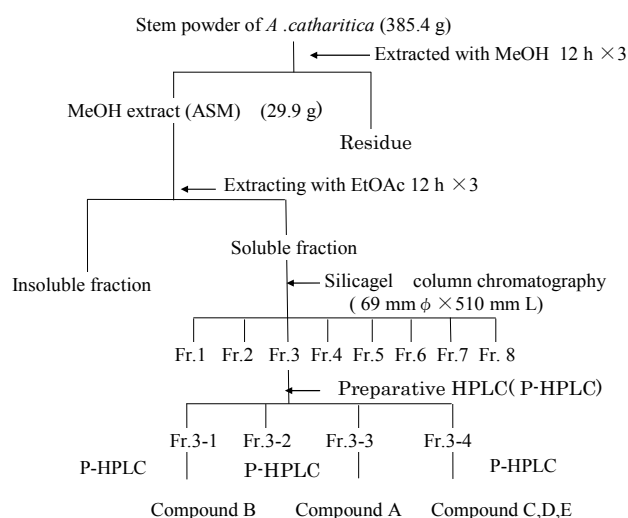 Stem powder of A .catharitica (385.4 g)
Extracted with MeOH 12 h ×3
MeOH extract (ASM) (29.9 g)
Residue
Extracting with EtOAc 12 h ×3
Soluble fraction
Insoluble fraction
Silicagel column chromatography
( 69 mm φ ×510 mm L)
Fr.1 Fr.2 Fr.3 Fr.4 Fr.5 Fr.6 Fr.7 Fr. 8
Preparative HPLC( P-HPLC)
Fr.3-1 Fr.3-2 Fr.3-3 Fr.3-4
P-HPLC P-HPLC P-HPLC
Compound B Compound A Compound C,D,E